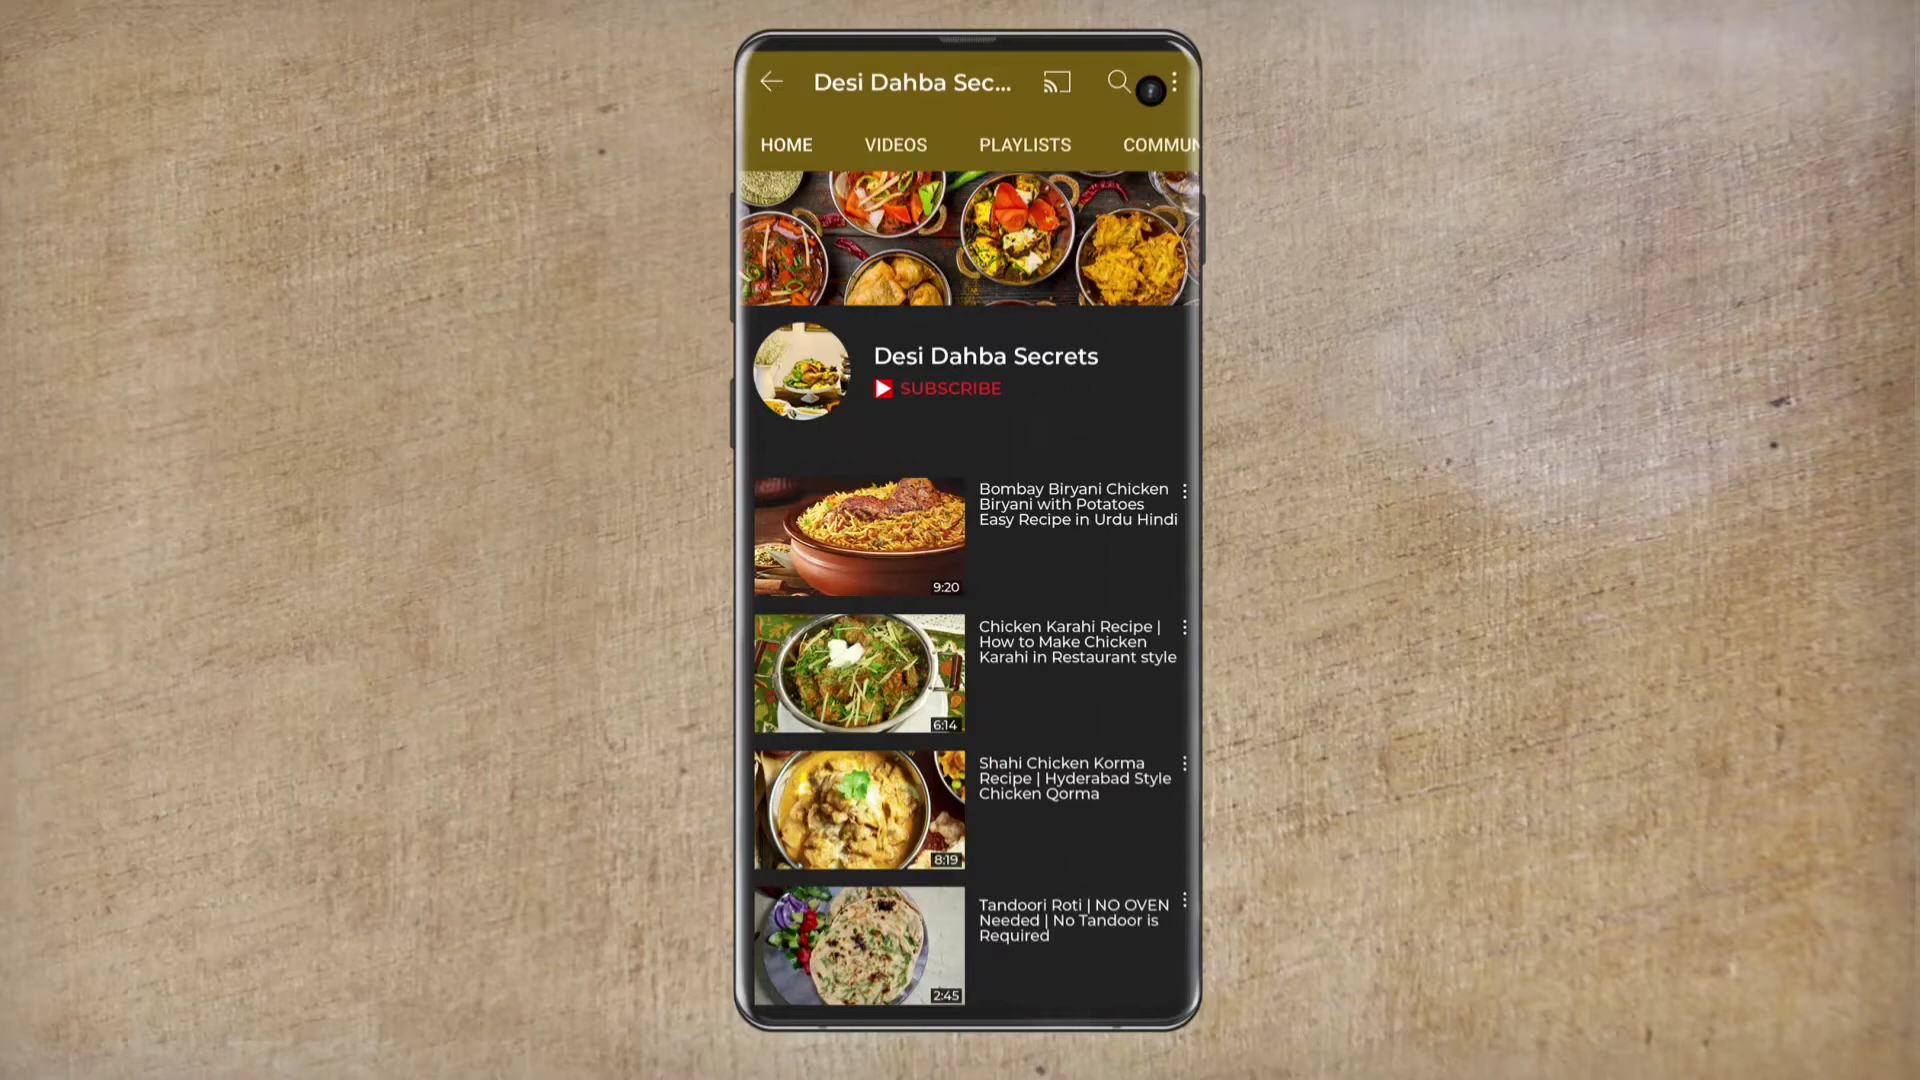 Desi Dahba Sec...
HOME VIDEOS PLAYLISTS COMMUN
Desi Dahba Secrets
SUBSCRIBE
Bombay Biryani Chicken
Biryani with Potatoes
Easy Recipe in Urdu Hindi
9:20
Chicken Karahi Recipe |
How to Make Chicken
Karahi in Restaurant style
6:14
Shahi Chicken Korma
Recipe | Hyderabad Style
Chicken Qorma
8:19
Tandoori Roti | NO OVEN
Needed | No Tandoor is
Required
2:45